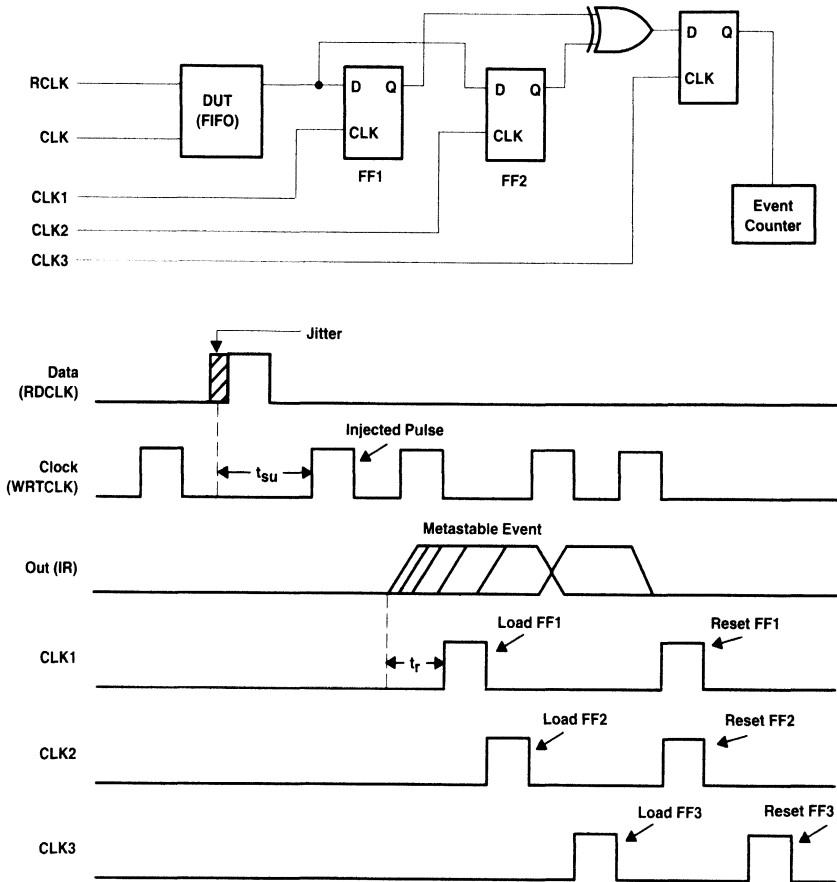 D Q
RCLK
DUT
(FIFO)
D Q
D Q
CLK
CLK
CLK
CLK
FF1
FF2
CLK1
CLK2
CLK3
Event
Counter
Jitter
Data
(RDCLK)
Injected Pulse
tsu
Clock
(WRTCLK)
Metastable Event
Out (IR)
Load FF1
Reset FF1
CLK1
tr
Load FF2
Reset FF2
CLK2
Load FF3
Reset FF3
CLK3